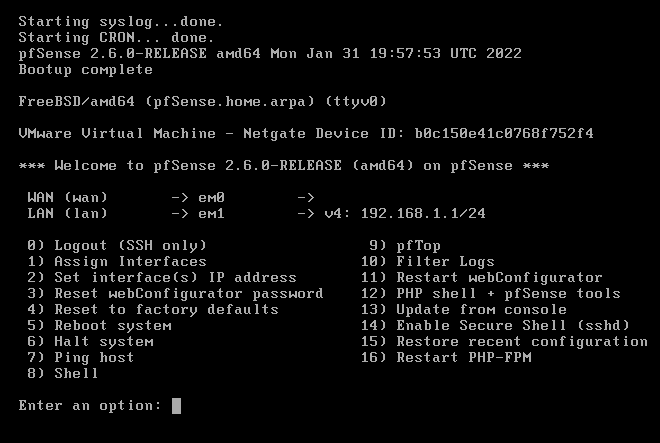 Starting syslog...done.
Starting CRON... done.
pfSense 2.6.0-RELEASE amd64 Mon Jan 31 19:57:53 UTC 2022
Bootup complete
FreeBSD/amd64 (pfSense.home.arpa) (ttyv0)
VMware Virtual Machine - Netgate Device ID: b0c150e41c0768f752f4
*** Welcome to pfSense 2.6.0-RELEASE (amd64) on pfSense ***
WAN (wan)       -> em0        ->
LAN (lan)       -> em1        -> v4: 192.168.1.1/24
0) Logout (SSH only)                  9) pfTop
1) Assign Interfaces                 10) Filter Logs
2) Set interface(s) IP address       11) Restart webConfigurator
3) Reset webConfigurator password    12) PHP shell + pfSense tools
4) Reset to factory defaults         13) Update from console
5) Reboot system                     14) Enable Secure Shell (sshd)
6) Halt system                       15) Restore recent configuration
7) Ping host                         16) Restart PHP-FPM
8) Shell
Enter an option: